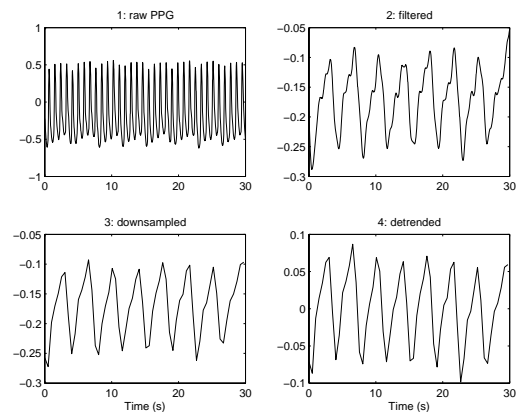 1: raw PPG
1
0.5
0
−0.5
−1
0 10 20 30
2: filtered
−0.05
−0.1
−0.15
−0.2
−0.25
−0.3
0 10 20 30
3: downsampled
−0.05
−0.1
−0.15
−0.2
−0.25
−0.3
0 10 20 30
Time (s)
4: detrended
0.1
0.05
0
−0.05
−0.1
0 10 20 30
Time (s)